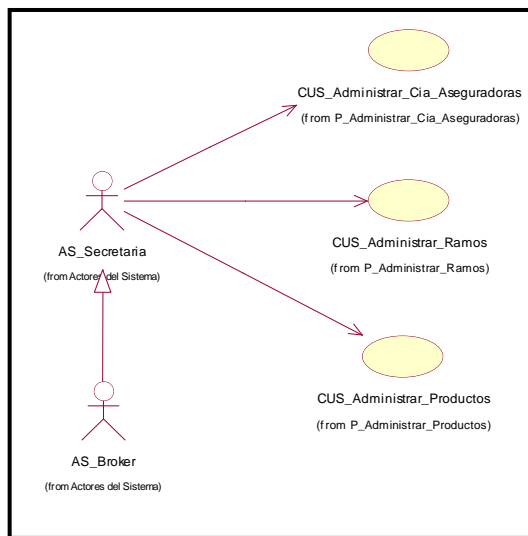 CUS_Administrar_Cia_Aseguradoras
(from P_Administrar_Cia_Aseguradoras)
AS_Secretaria
(from Actores del Sistema)
CUS_Administrar_Ramos
(from P_Administrar_Ramos)
CUS_Administrar_Productos
(from P_Administrar_Productos)
AS_Broker
(from Actores del Sistema)